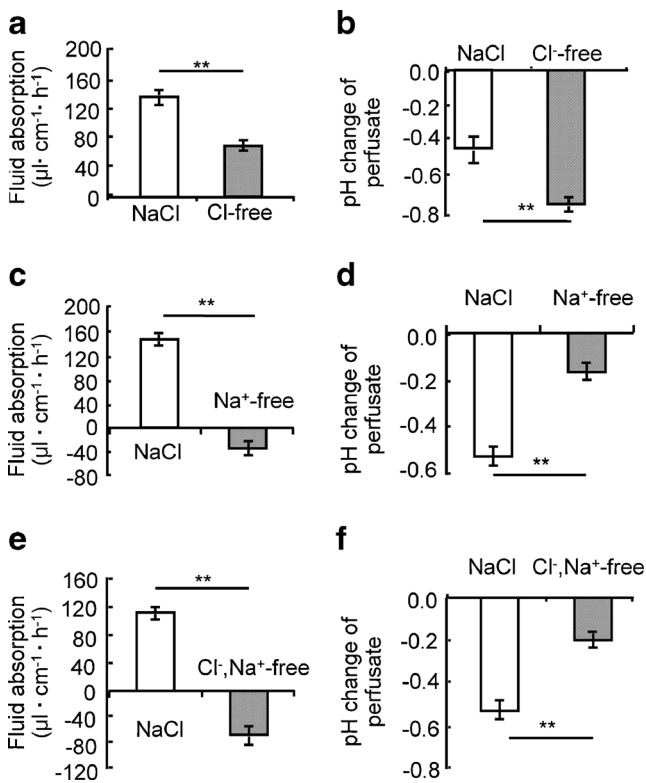 a
Fluid absorption
(µl· cm⁻¹· h⁻¹)
200
160
120
80
40
0
**
NaCl
Cl-free
b
NaCl
Cl⁻-free
pH change of
perfusate
0.0
-0.2
-0.4
-0.6
-0.8
**
c
Fluid absorption
(µl· cm⁻¹· h⁻¹)
200
160
120
80
40
0
-40
-80
**
Na⁺-free
NaCl
d
NaCl
Na⁺-free
pH change of
perfusate
0.0
-0.2
-0.4
-0.6
**
e
Fluid absorption
(µl· cm⁻¹· h⁻¹)
160
120
80
40
0
-40
-80
-120
**
Cl⁻,Na⁺-free
NaCl
f
NaCl
Cl⁻,Na⁺-free
pH change of
perfusate
0.0
-0.2
-0.4
-0.6
-0.8
**